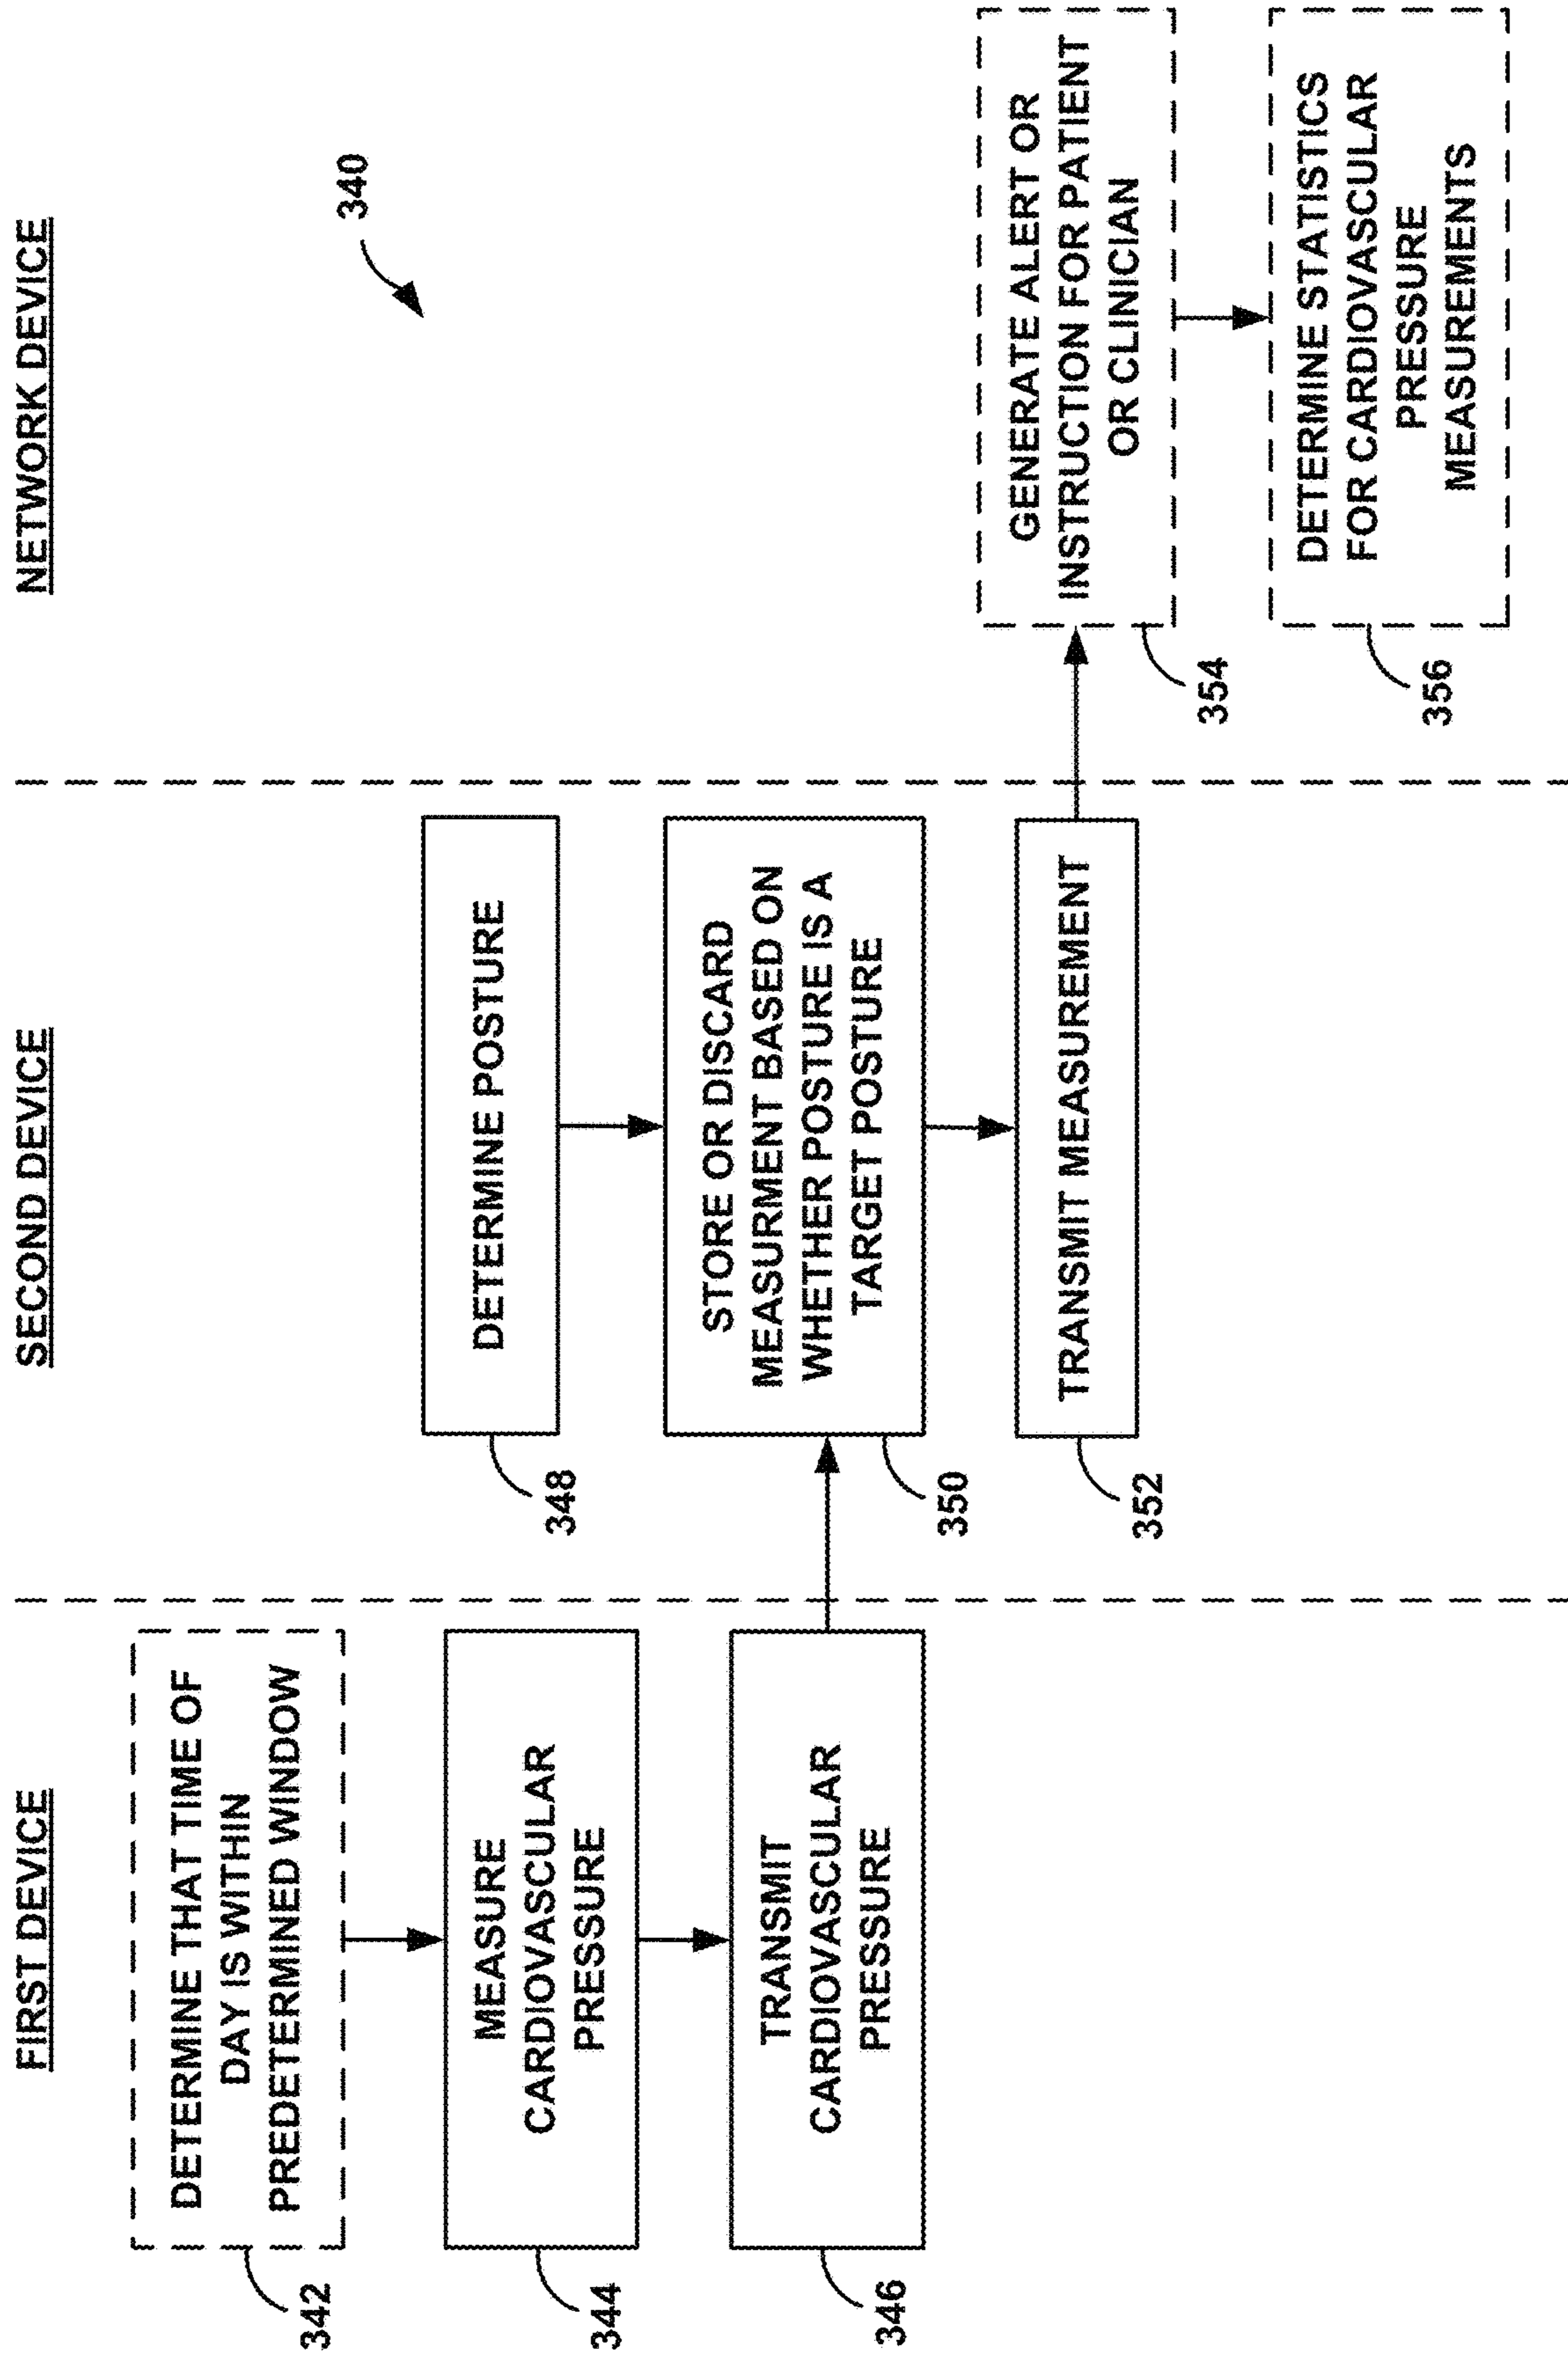 FIRST DEVICE
SECOND DEVICE
NETWORK DEVICE
340
DETERMINE THAT TIME OF
DAY IS WITHIN
PREDETERMINED WINDOW
342
MEASURE
CARDIOVASCULAR
PRESSURE
344
TRANSMIT
CARDIOVASCULAR
PRESSURE
346
DETERMINE POSTURE
348
STORE OR DISCARD
MEASURMENT BASED ON
WHETHER POSTURE IS A
TARGET POSTURE
350
TRANSMIT MEASUREMENT
352
GENERATE ALERT OR
INSTRUCTION FOR PATIENT
OR CLINICIAN
354
DETERMINE STATISTICS
FOR CARDIOVASCULAR
PRESSURE
MEASUREMENTS
356